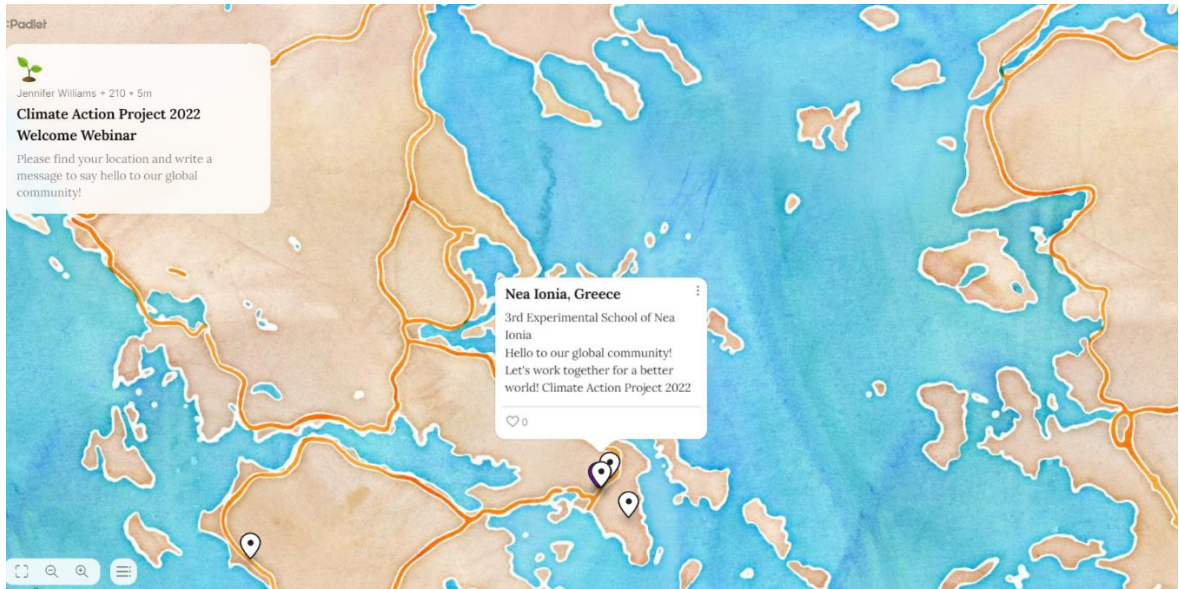 :Padlet
Jennifer Williams + 210 • 5m
Climate Action Project 2022
Welcome Webinar
Please find your location and write a
message to say hello to our global
community!
Nea Ionia, Greece
3rd Experimental School of Nea
Ionia
Hello to our global community!
Let's work together for a better
world! Climate Action Project 2022
0